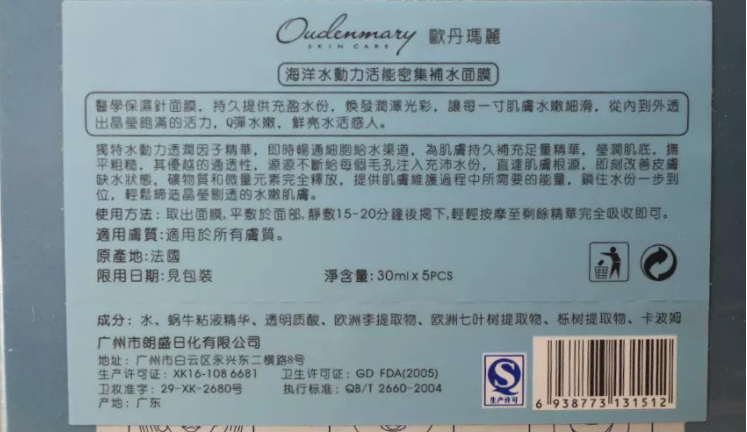 Oudenmary 歐丹瑪麗
SKIN CARE
海洋水動力活能密集補水面膜
醫學保濕針面膜，持久提供充盈水份，煥發潤澤光彩，讓每一寸肌膚水嫩細滑，從內到外透
出晶瑩飽滿的活力，Q彈水嫩，鮮亮水活感人。
獨特水動力透潤因子精華，即時暢通細胞給水渠道，為肌膚持久補充足量精華，瑩潤肌底，撫
平粗糙，其優越的通透性，源源不斷給每個毛孔注入充沛水份，直達肌膚根源，即刻改善皮膚
缺水狀態，礦物質和微量元素完全釋放，提供肌膚維護過程中所需要的能量，鎖住水份一步到
位，輕鬆締造晶瑩剔透的水嫩肌膚。
使用方法：取出面膜，平敷於面部，靜敷15-20分鐘後揭下，輕輕按摩至剩餘精華完全吸收即可。
適用膚質：適用於所有膚質。
原產地：法國
限用日期：見包裝 淨含量：30ml x 5PCS
成分：水、蜗牛粘液精华、透明质酸、欧洲李提取物、欧洲七叶树提取物、栎树提取物、卡波姆
广州市朗盛日化有限公司
地址：广州市白云区永兴东二横路8号
生产许可证：XK16-108 6681 卫生许可证：GD FDA(2005)
卫妆准字：29-XK-2680号 执行标准：QB/T 2660-2004
产地：广东
生产许可
6 938773 131512